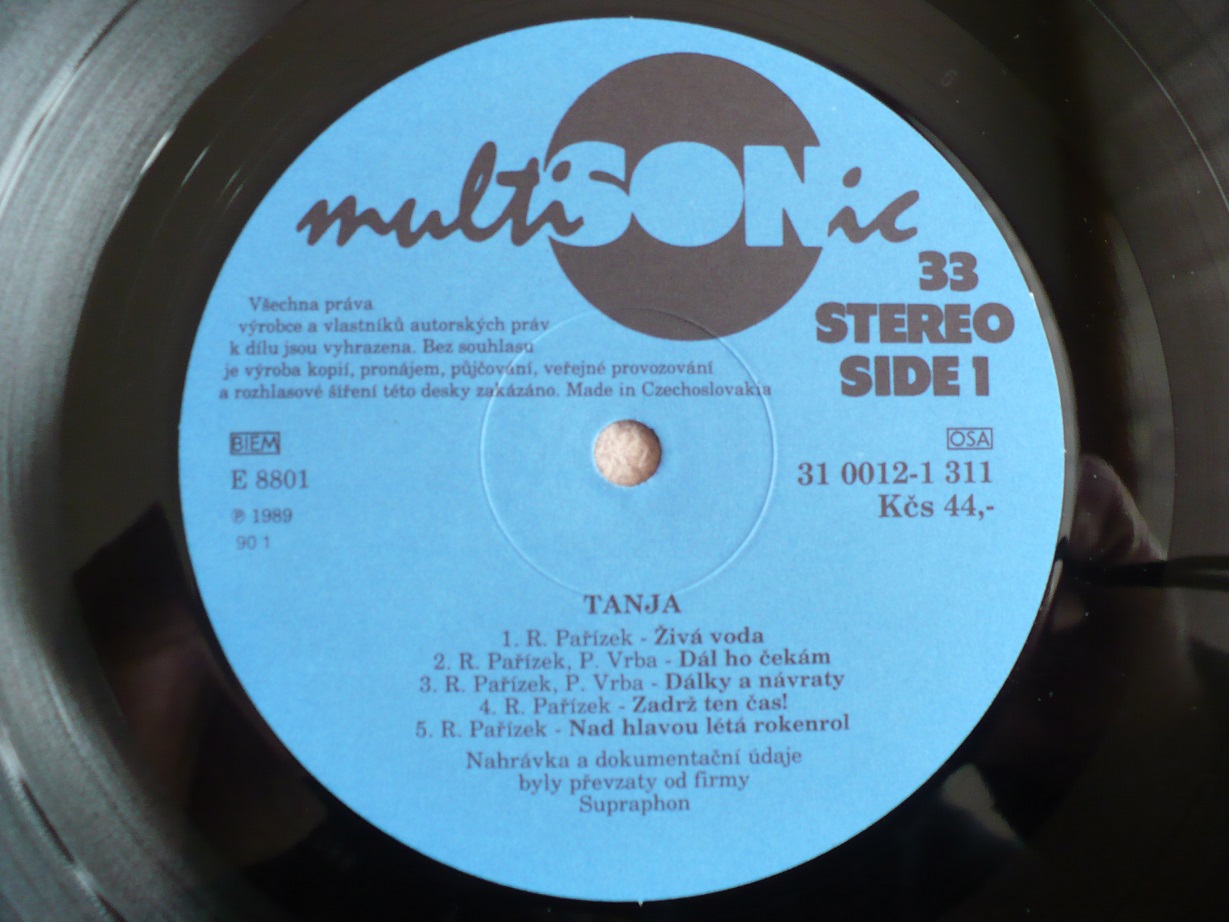 multiSONic
33
STEREO
SIDE 1
Všechna práva
výrobce a vlastníků autorských práv
k dílu jsou vyhrazena. Bez souhlasu
je výroba kopií, pronájem, půjčování, veřejné provozování
a rozhlasové šíření této desky zakázáno. Made in Czechoslovakia
BIEM
E 8801
℗ 1989
90 1
OSA
31 0012-1 311
Kčs 44,-
TANJA
1. R. Pařízek - Živá voda
2. R. Pařízek, P. Vrba - Dál ho čekám
3. R. Pařízek, P. Vrba - Dálky a návraty
4. R. Pařízek - Zadrž ten čas!
5. R. Pařízek - Nad hlavou létá rokenrol
Nahrávka a dokumentační údaje
byly převzaty od firmy
Supraphon